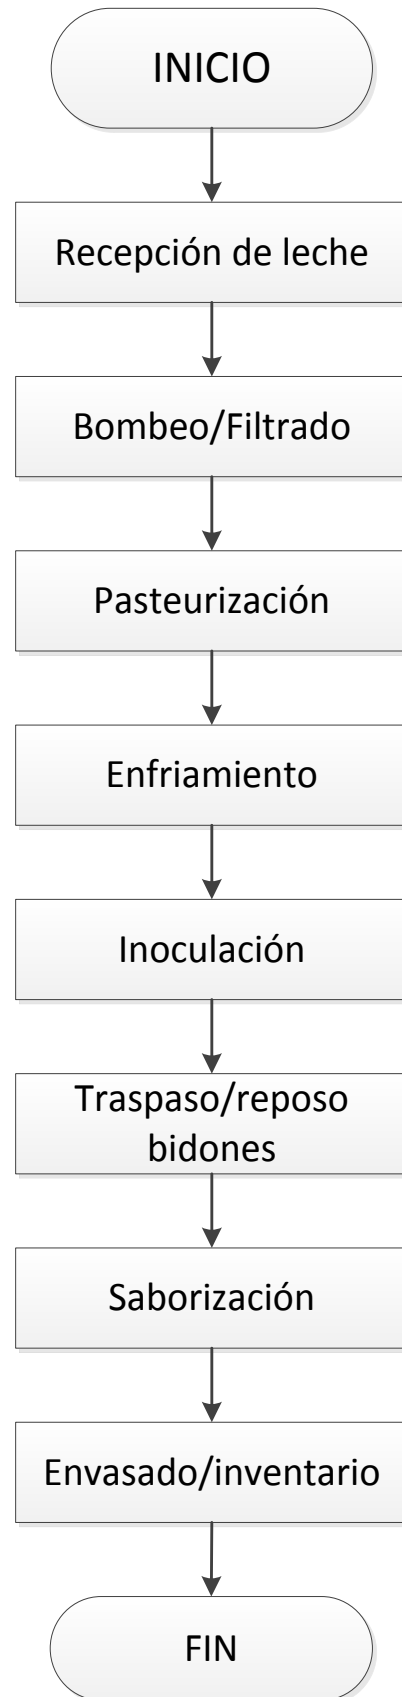 INICIO
Recepción de leche
Bombeo/Filtrado
Pasteurización
Enfriamiento
Inoculación
Traspaso/reposo
bidones
Saborización
Envasado/inventario
FIN